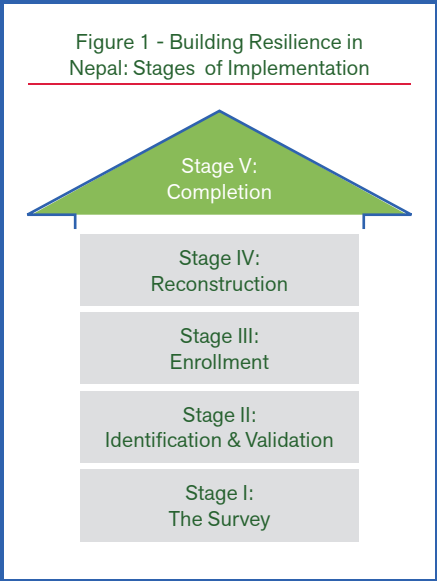 Figure 1 - Building Resilience in
Nepal: Stages of Implementation
Stage V:
Completion
Stage IV:
Reconstruction
Stage III:
Enrollment
Stage II:
Identification & Validation
Stage I:
The Survey